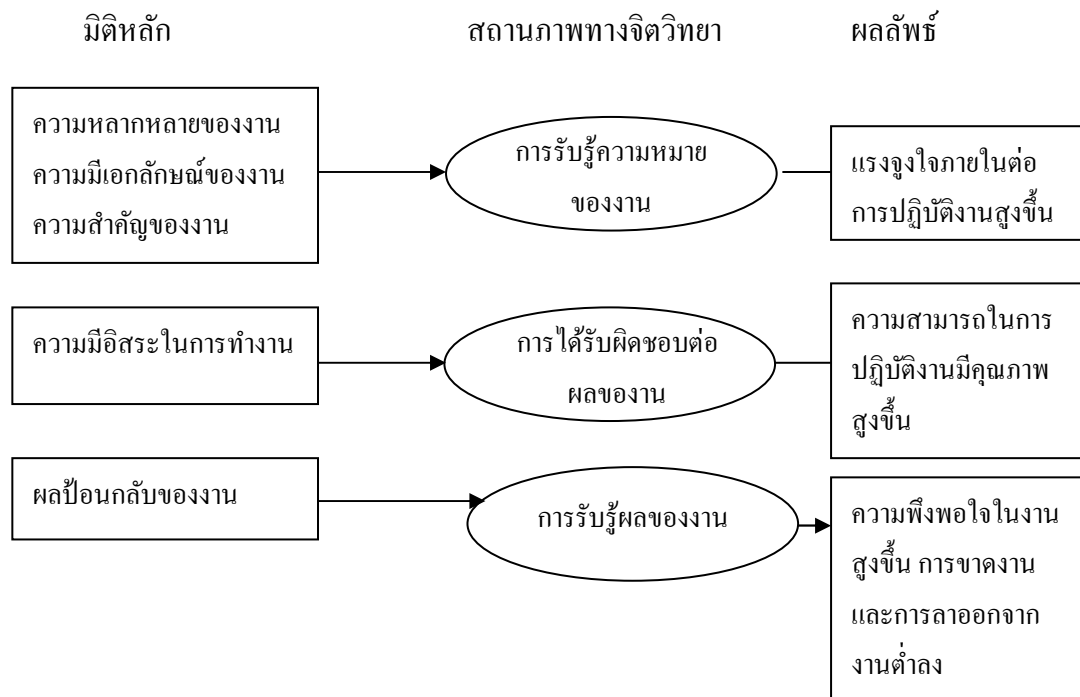 มิติหลัก
สถานภาพทางจิตวิทยา
ผลลัพธ์
ความหลากหลายของงาน
ความมีเอกลักษณ์ของงาน
ความสำคัญของงาน
การรับรู้ความหมาย
ของงาน
แรงจูงใจภายในต่อ
การปฏิบัติงานสูงขึ้น
ความมีอิสระในการทำงาน
การได้รับผิดชอบต่อ
ผลของงาน
ความสามารถในการ
ปฏิบัติงานมีคุณภาพ
สูงขึ้น
ผลป้อนกลับของงาน
การรับรู้ผลของงาน
ความพึงพอใจในงาน
สูงขึ้น การขาดงาน
และการลาออกจาก
งานต่ำลง